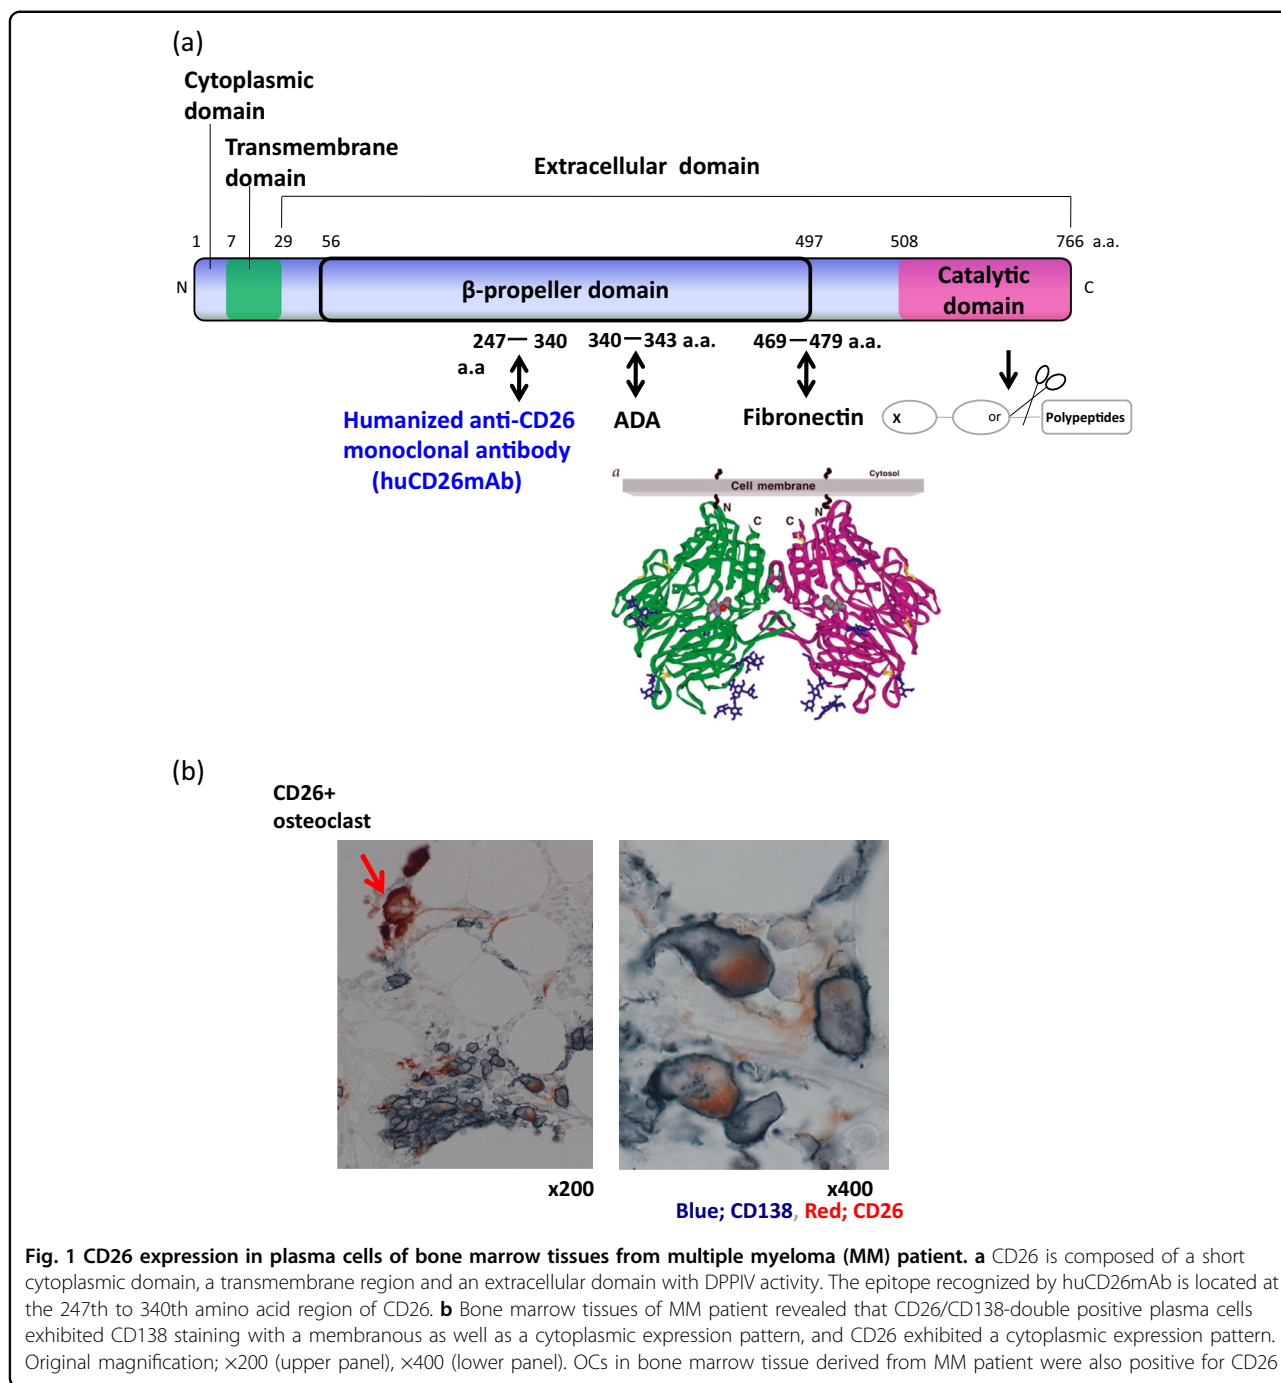 (a)
Cytoplasmic
domain
Transmembrane
domain
Extracellular domain
1 7 29 56 497 508 766 a.a.
N β-propeller domain Catalytic
domain C
247 — 340 340 — 343 a.a. 469 — 479 a.a.
a.a
Humanized anti-CD26
monoclonal antibody
(huCD26mAb)
ADA
Fibronectin
X or Polypeptides
a Cytosol
Cell membrane
N C C N
(b)
CD26+
osteoclast
x200 x400
Blue; CD138, Red; CD26
Fig. 1 CD26 expression in plasma cells of bone marrow tissues from multiple myeloma (MM) patient. a CD26 is composed of a short
cytoplasmic domain, a transmembrane region and an extracellular domain with DPPIV activity. The epitope recognized by huCD26mAb is located at
the 247th to 340th amino acid region of CD26. b Bone marrow tissues of MM patient revealed that CD26/CD138-double positive plasma cells
exhibited CD138 staining with a membranous as well as a cytoplasmic expression pattern, and CD26 exhibited a cytoplasmic expression pattern.
Original magnification; ×200 (upper panel), ×400 (lower panel). OCs in bone marrow tissue derived from MM patient were also positive for CD26